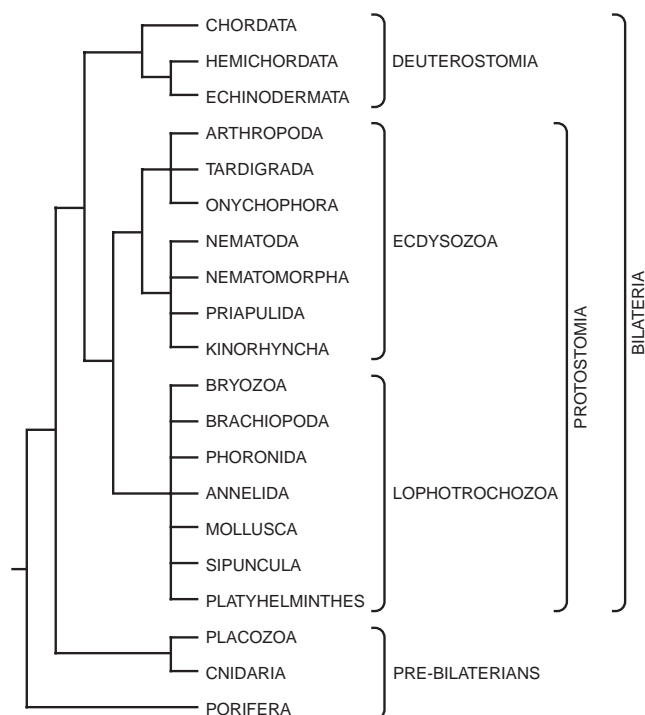 CHORDATA
HEMICHORDATA
DEUTEROSTOMIA
ECHINODERMATA
ARTHROPODA
TARDIGRADA
ONYCHOPHORA
NEMATODA
ECDYSOZOA
NEMATOMORPHA
PRIAPULIDA
KINORHYNCHA
BRYOZOA
BRACHIOPODA
PHORONIDA
ANNELIDA
LOPHOTROCHOZOA
MOLLUSCA
SIPUNCULA
PLATYHELMINTHES
PROTOSTOMIA
BILATERIA
PLACOZOA
CNIDARIA
PRE-BILATERIANS
PORIFERA